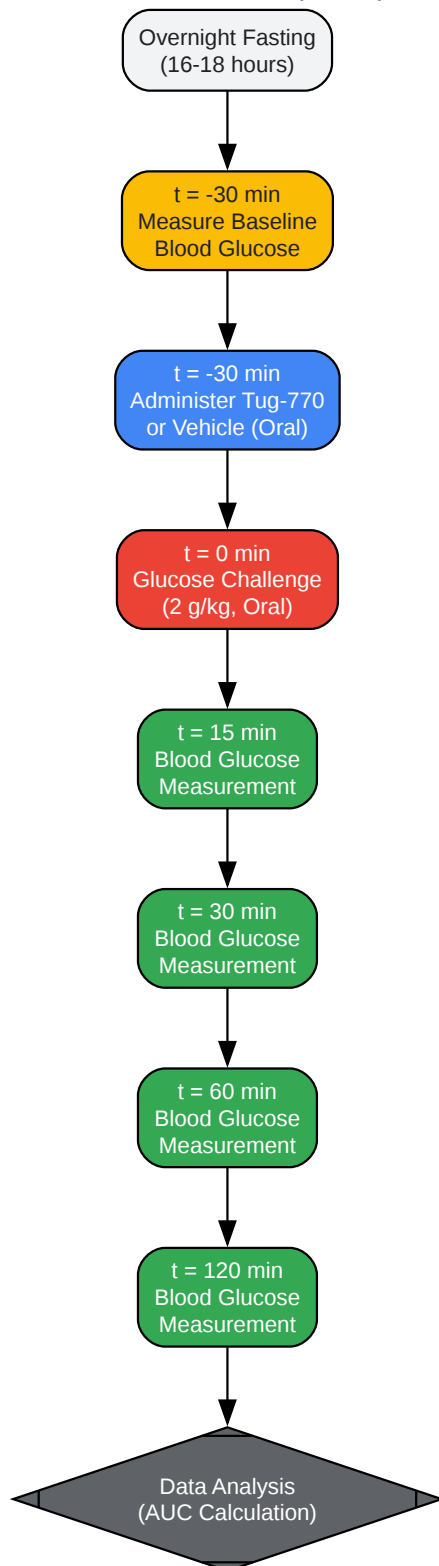 Overnight Fasting
(16-18 hours)
t = -30 min
Measure Baseline
Blood Glucose
t = -30 min
Administer Tug-770
or Vehicle (Oral)
t = 0 min
Glucose Challenge
(2 g/kg, Oral)
t = 15 min
Blood Glucose
Measurement
t = 30 min
Blood Glucose
Measurement
t = 60 min
Blood Glucose
Measurement
t = 120 min
Blood Glucose
Measurement
Data Analysis
(AUC Calculation)